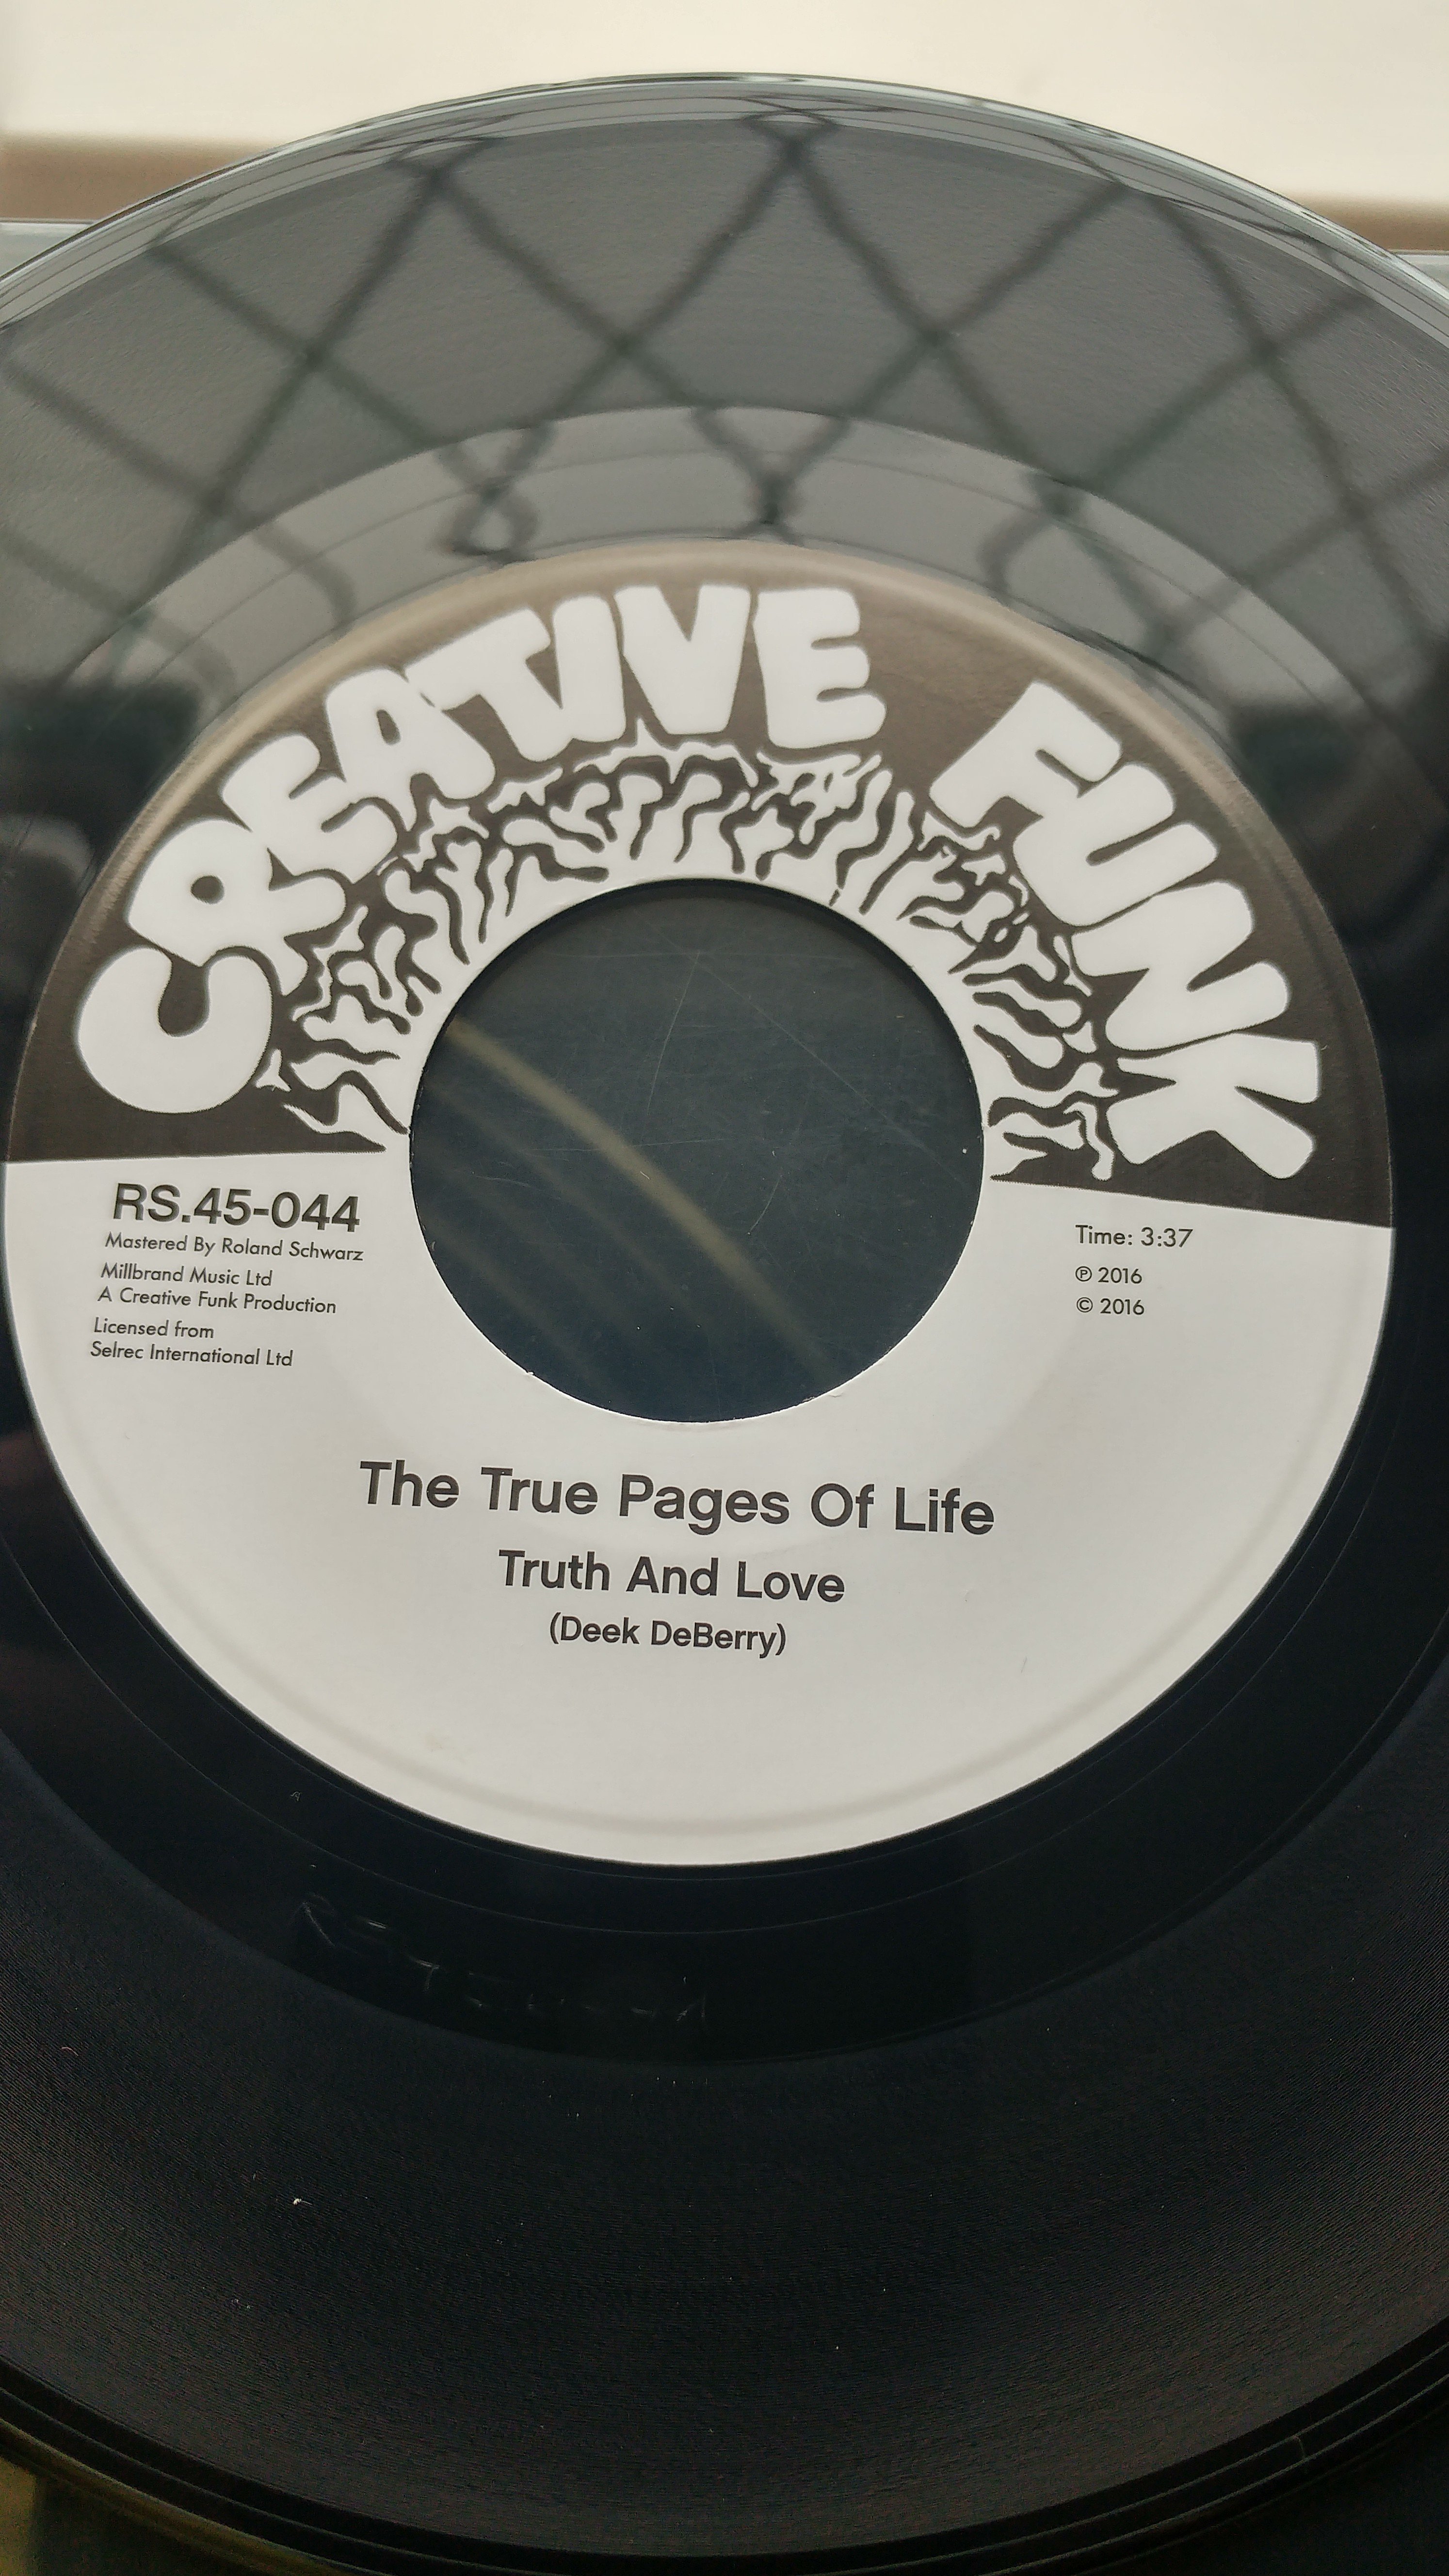 CREATIVE FUNK
RS.45-044
Mastered By Roland Schwarz
Millbrand Music Ltd
A Creative Funk Production
Licensed from
Selrec International Ltd
Time: 3:37
℗ 2016
© 2016
The True Pages Of Life
Truth And Love
(Deek DeBerry)